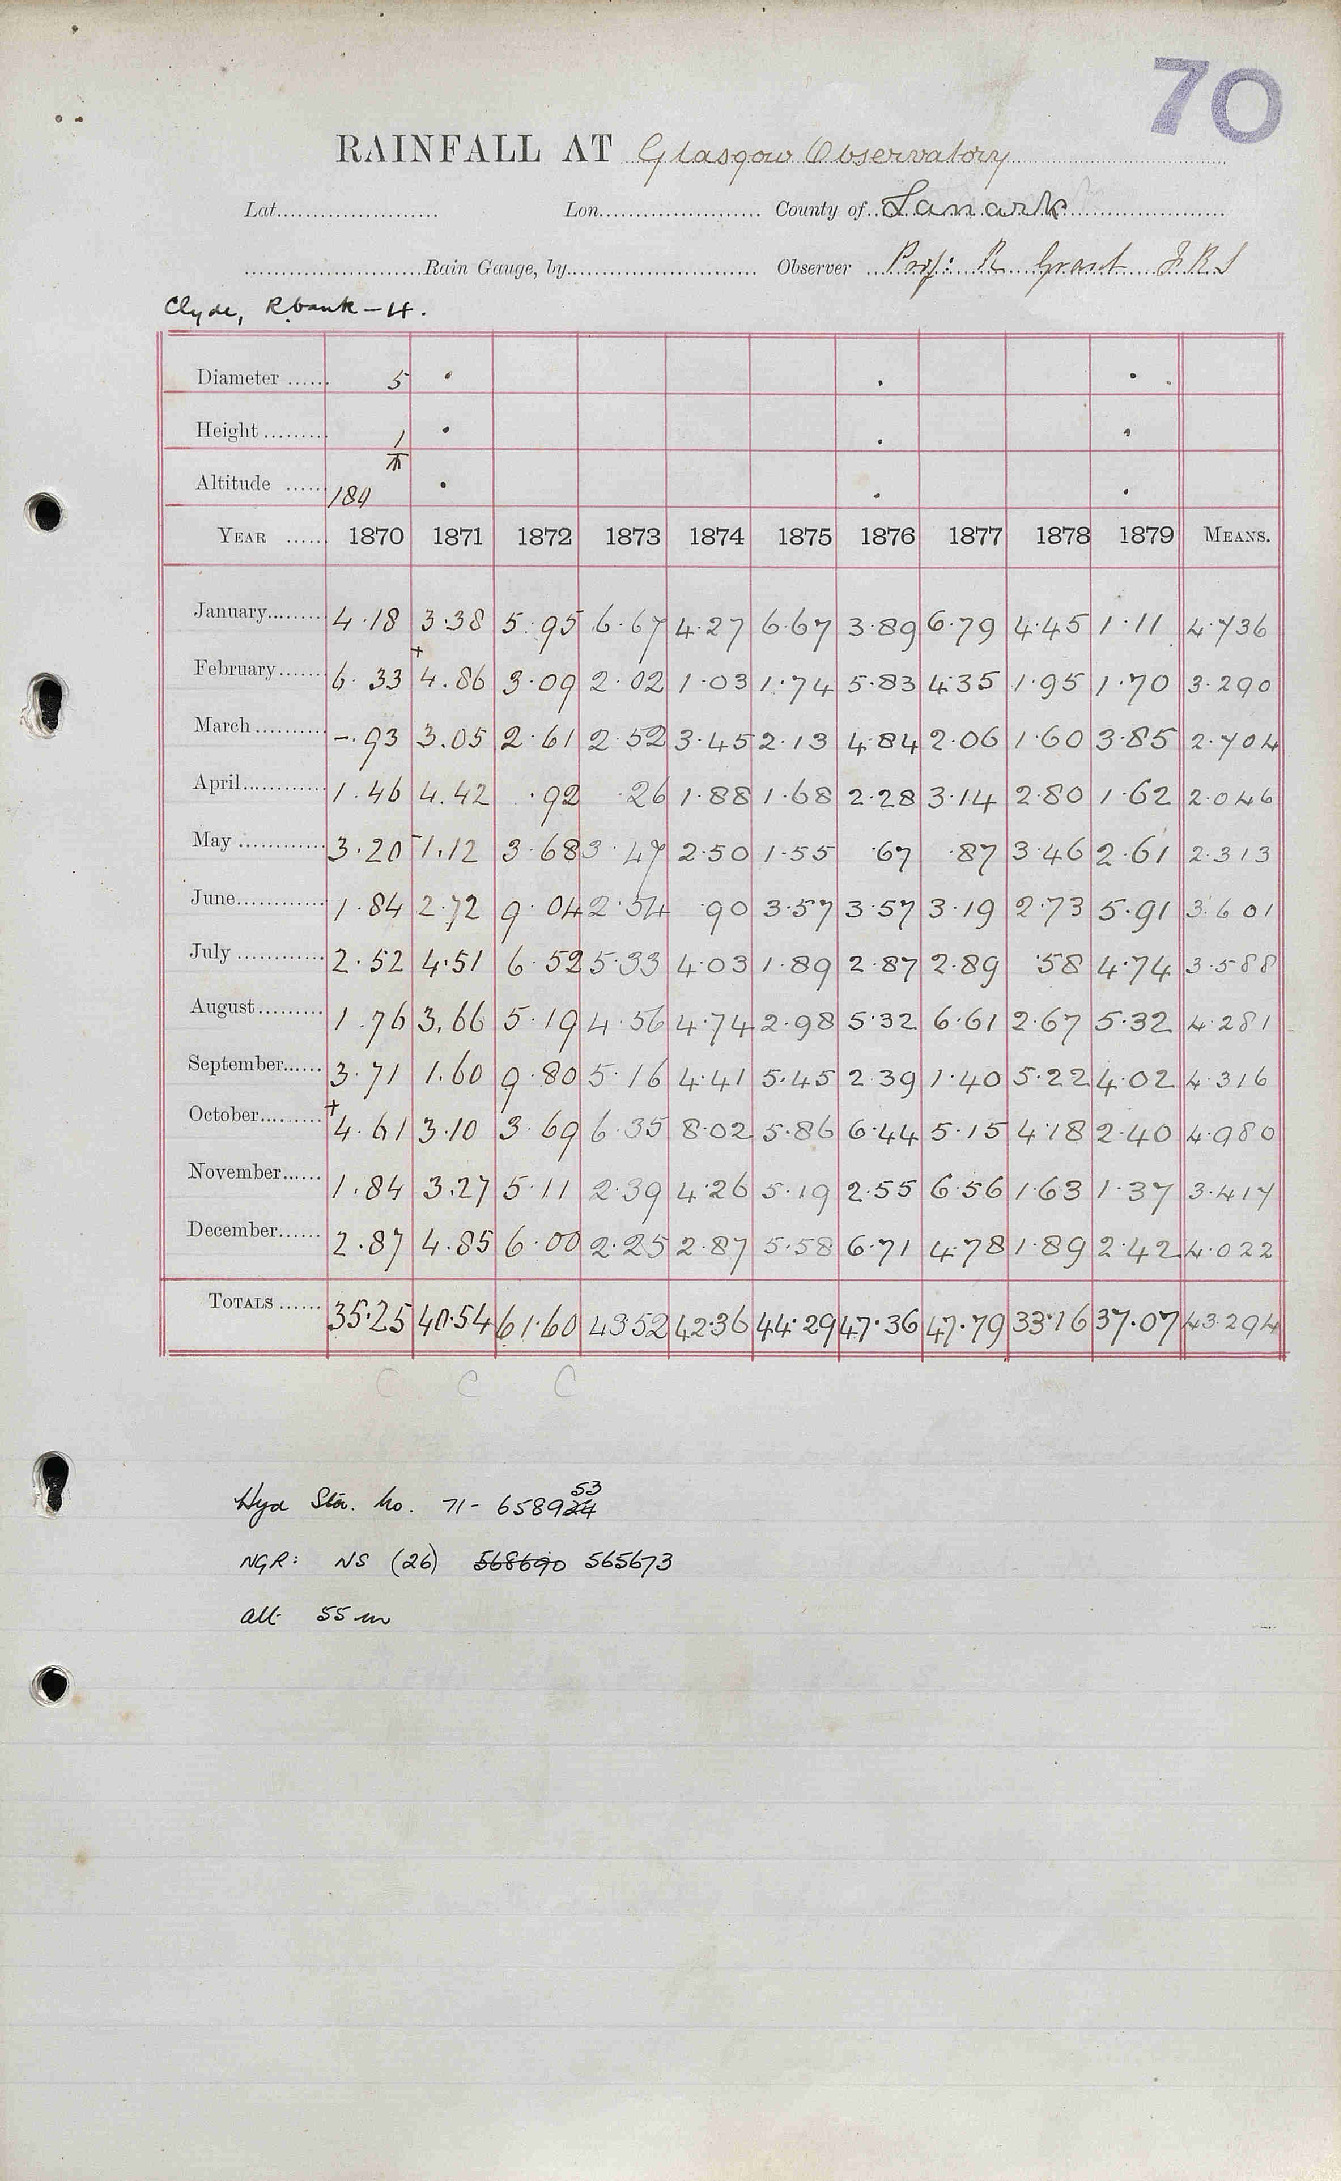 70
RAINFALL AT Glasgow Observatory
Lat. Lon. County of Lanark
Rain Gauge, by Observer Prof: R Grant F.R.S
Clyde, R.bank - H.
Diameter 5
Height 1
Altitude 180
YEAR 1870 1871 1872 1873 1874 1875 1876 1877 1878 1879 MEANS.
January 4.18 3.38 5.95 6.67 4.27 6.67 3.89 6.79 4.45 1.11 4.736
February 6.33 4.86 3.09 2.02 1.03 1.74 5.83 4.35 1.95 1.70 3.290
March -.93 3.05 2.61 2.52 3.45 2.13 4.84 2.06 1.60 3.85 2.704
April 1.46 4.42 .92 .26 1.88 1.68 2.28 3.14 2.80 1.62 2.046
May 3.20 1.12 3.68 3.47 2.50 1.55 .67 .87 3.46 2.61 2.313
June 1.84 2.72 9.04 2.54 .90 3.57 3.57 3.19 2.73 5.91 3.601
July 2.52 4.51 6.52 5.33 4.03 1.89 2.87 2.89 .58 4.74 3.588
August 1.76 3.66 5.19 4.56 4.74 2.98 5.32 6.61 2.67 5.32 4.281
September 3.71 1.60 9.80 5.16 4.41 5.45 2.39 1.40 5.22 4.02 4.316
October 4.61 3.10 3.69 6.35 8.02 5.86 6.44 5.15 4.18 2.40 4.980
November 1.84 3.27 5.11 2.39 4.26 5.19 2.55 6.56 1.63 1.37 3.417
December 2.87 4.85 6.00 2.25 2.87 5.58 6.71 4.78 1.89 2.42 4.022
TOTALS 35.25 40.54 61.60 43.52 42.36 44.29 47.36 47.79 33.16 37.07 43.294
C C C
53
Hyd Stn. No. 71- 658924
NGR: NS (26) 568690 565673
alt 55 m